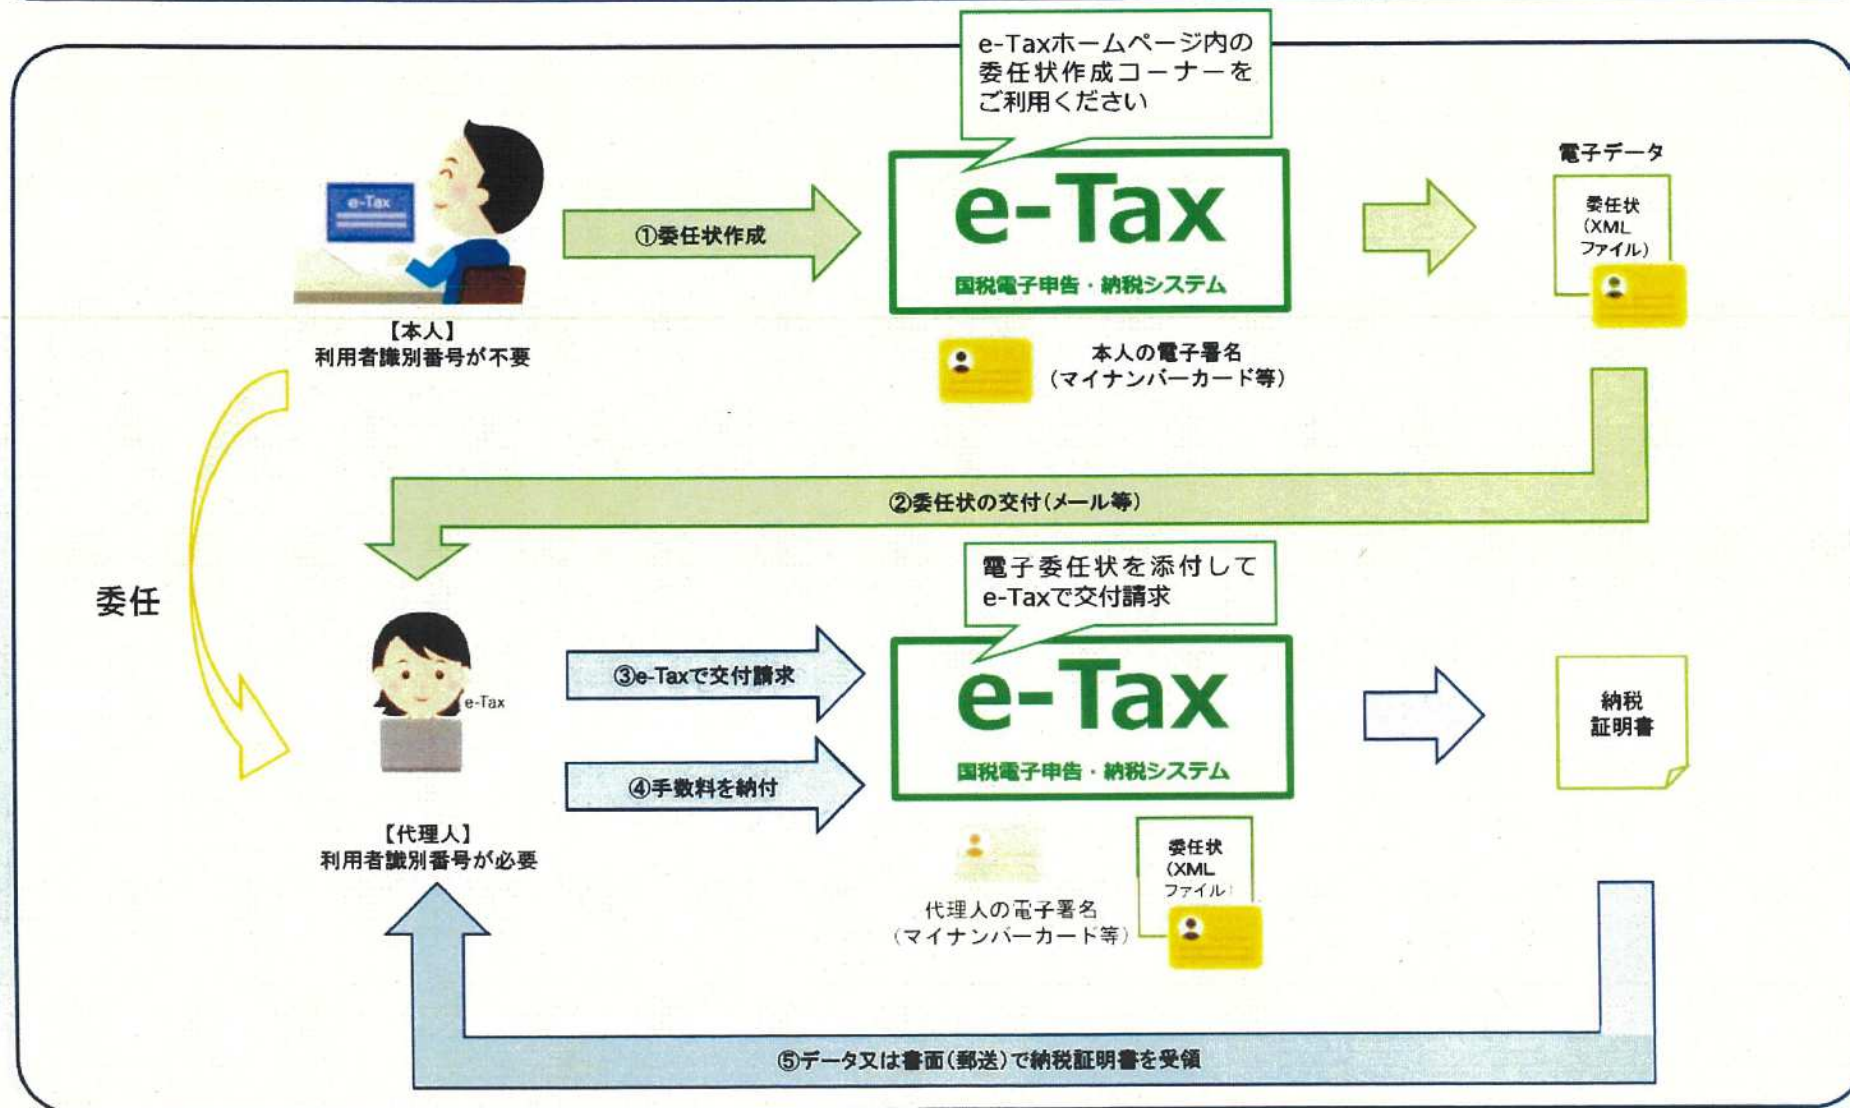 e-Taxホームページ内の
委任状作成コーナーを
ご利用ください
e-Tax
①委任状作成
e-Tax
国税電子申告・納税システム
電子データ
委任状
(XML
ファイル)
【本人】
利用者識別番号が不要
本人の電子署名
(マイナンバーカード等)
②委任状の交付(メール等)
委任
電子委任状を添付して
e-Taxで交付請求
e-Tax
③e-Taxで交付請求
④手数料を納付
e-Tax
国税電子申告・納税システム
納税
証明書
【代理人】
利用者識別番号が必要
代理人の電子署名
(マイナンバーカード等)
委任状
(XML
ファイル)
⑤データ又は書面(郵送)で納税証明書を受領